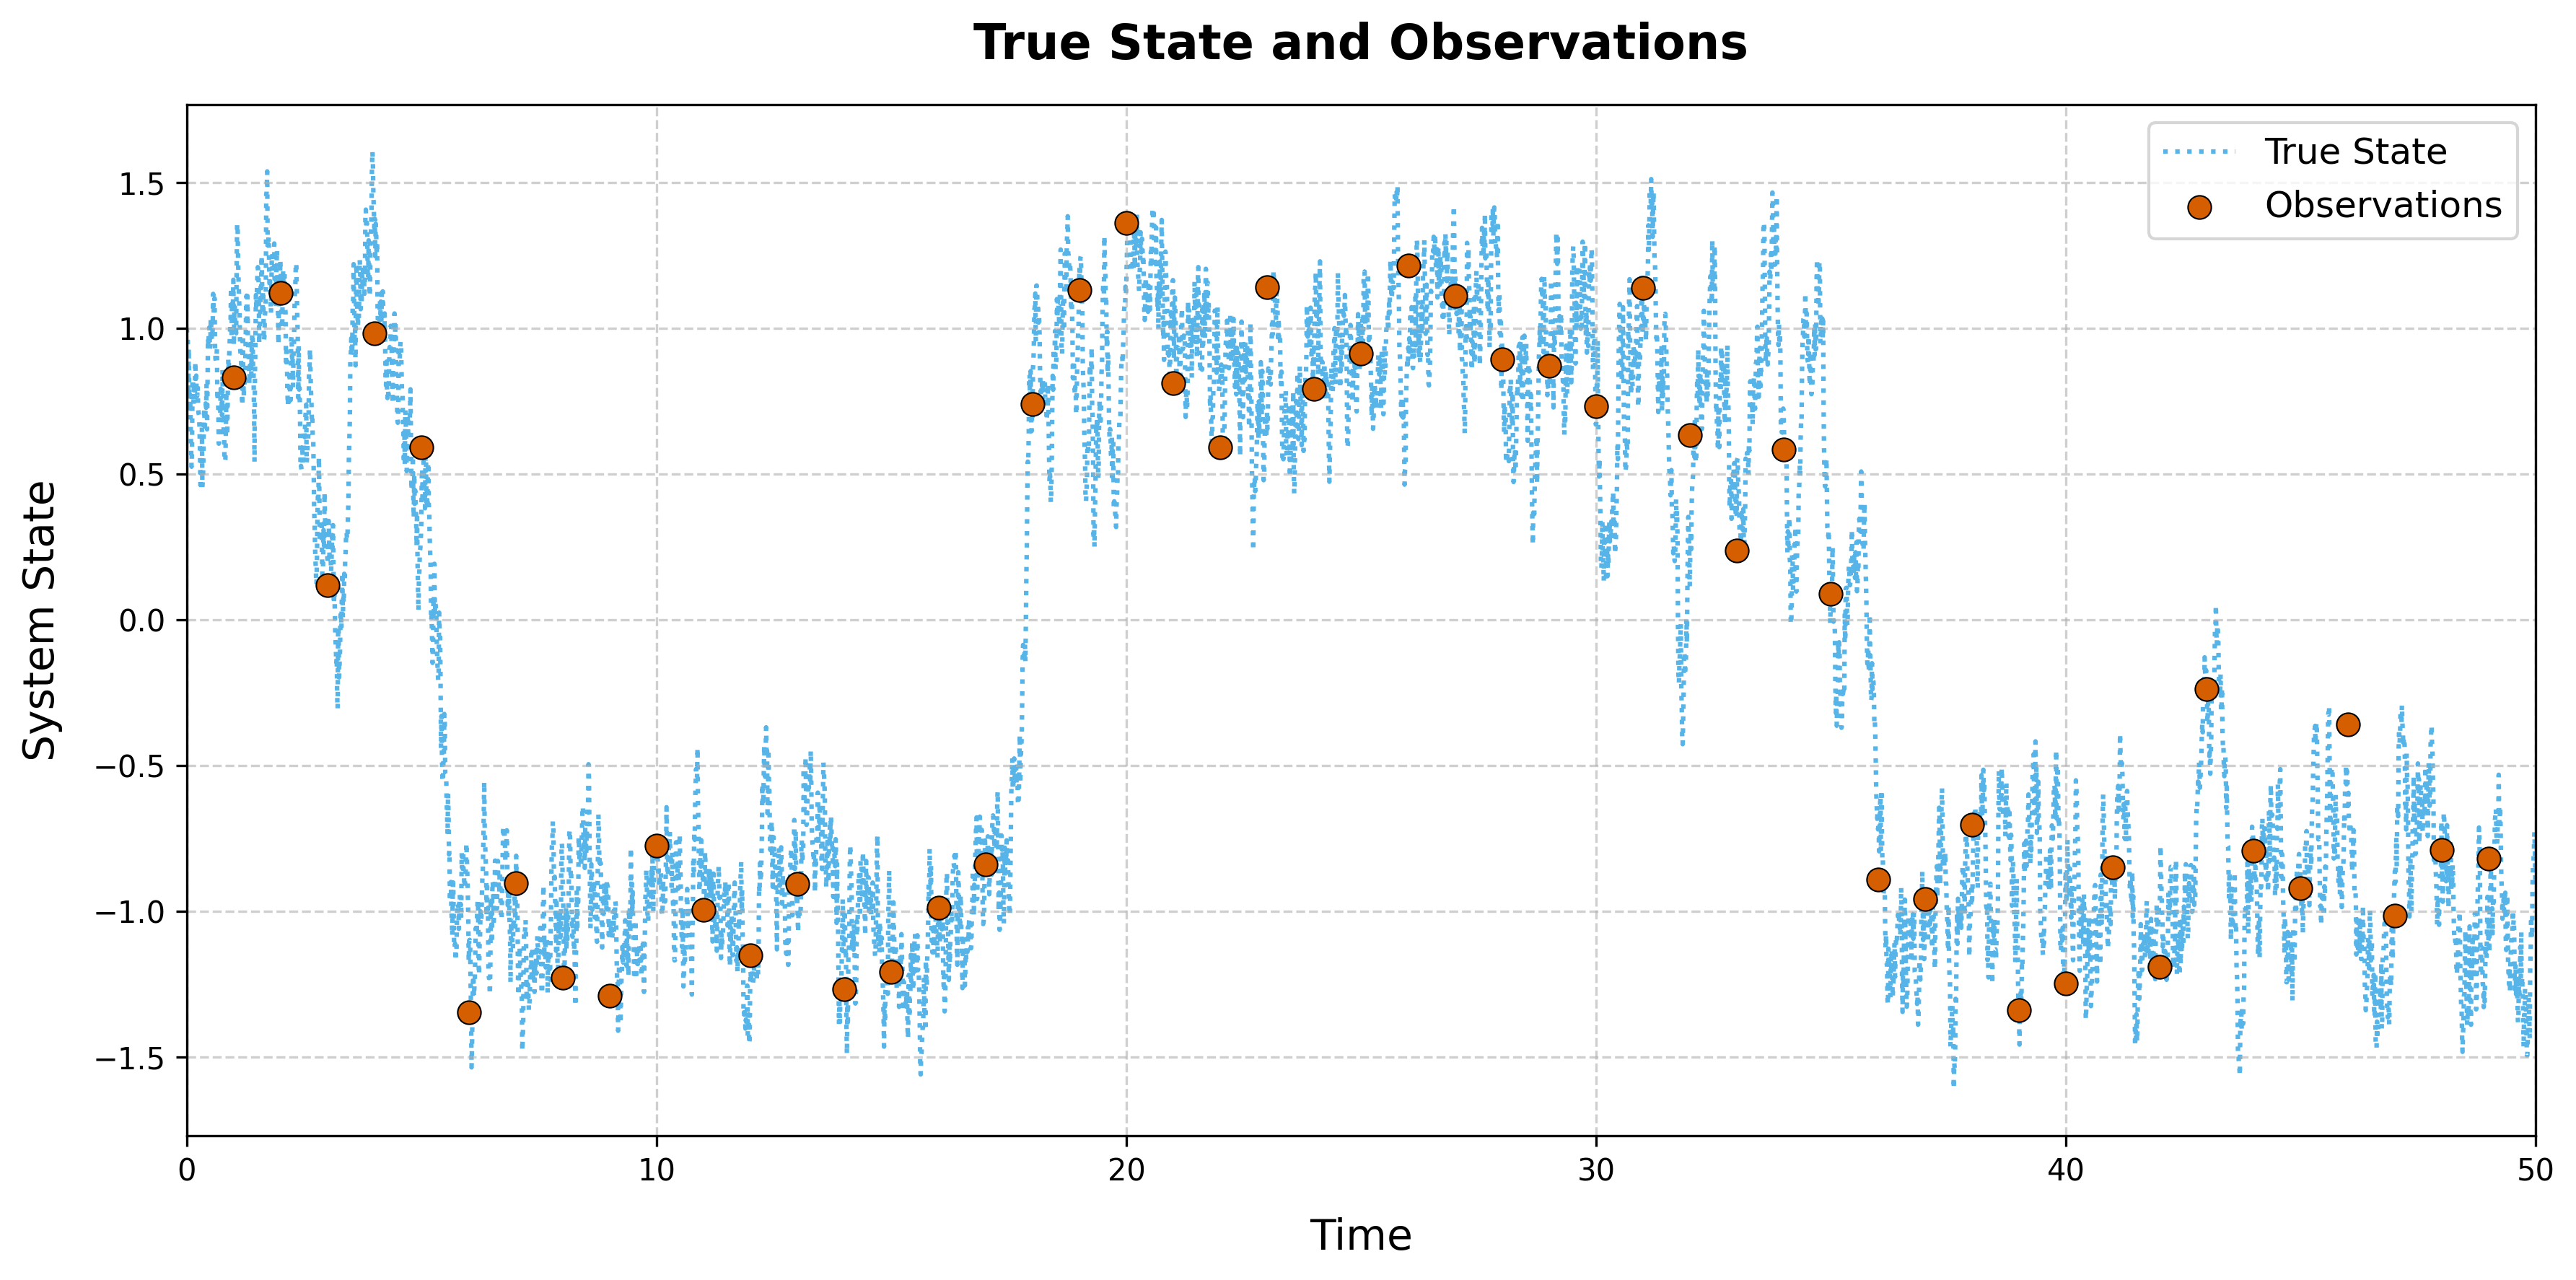 True State and Observations
True State
Observations
System State
1.5
1.0
0.5
0.0
−0.5
−1.0
−1.5
0 10 20 30 40 50
Time